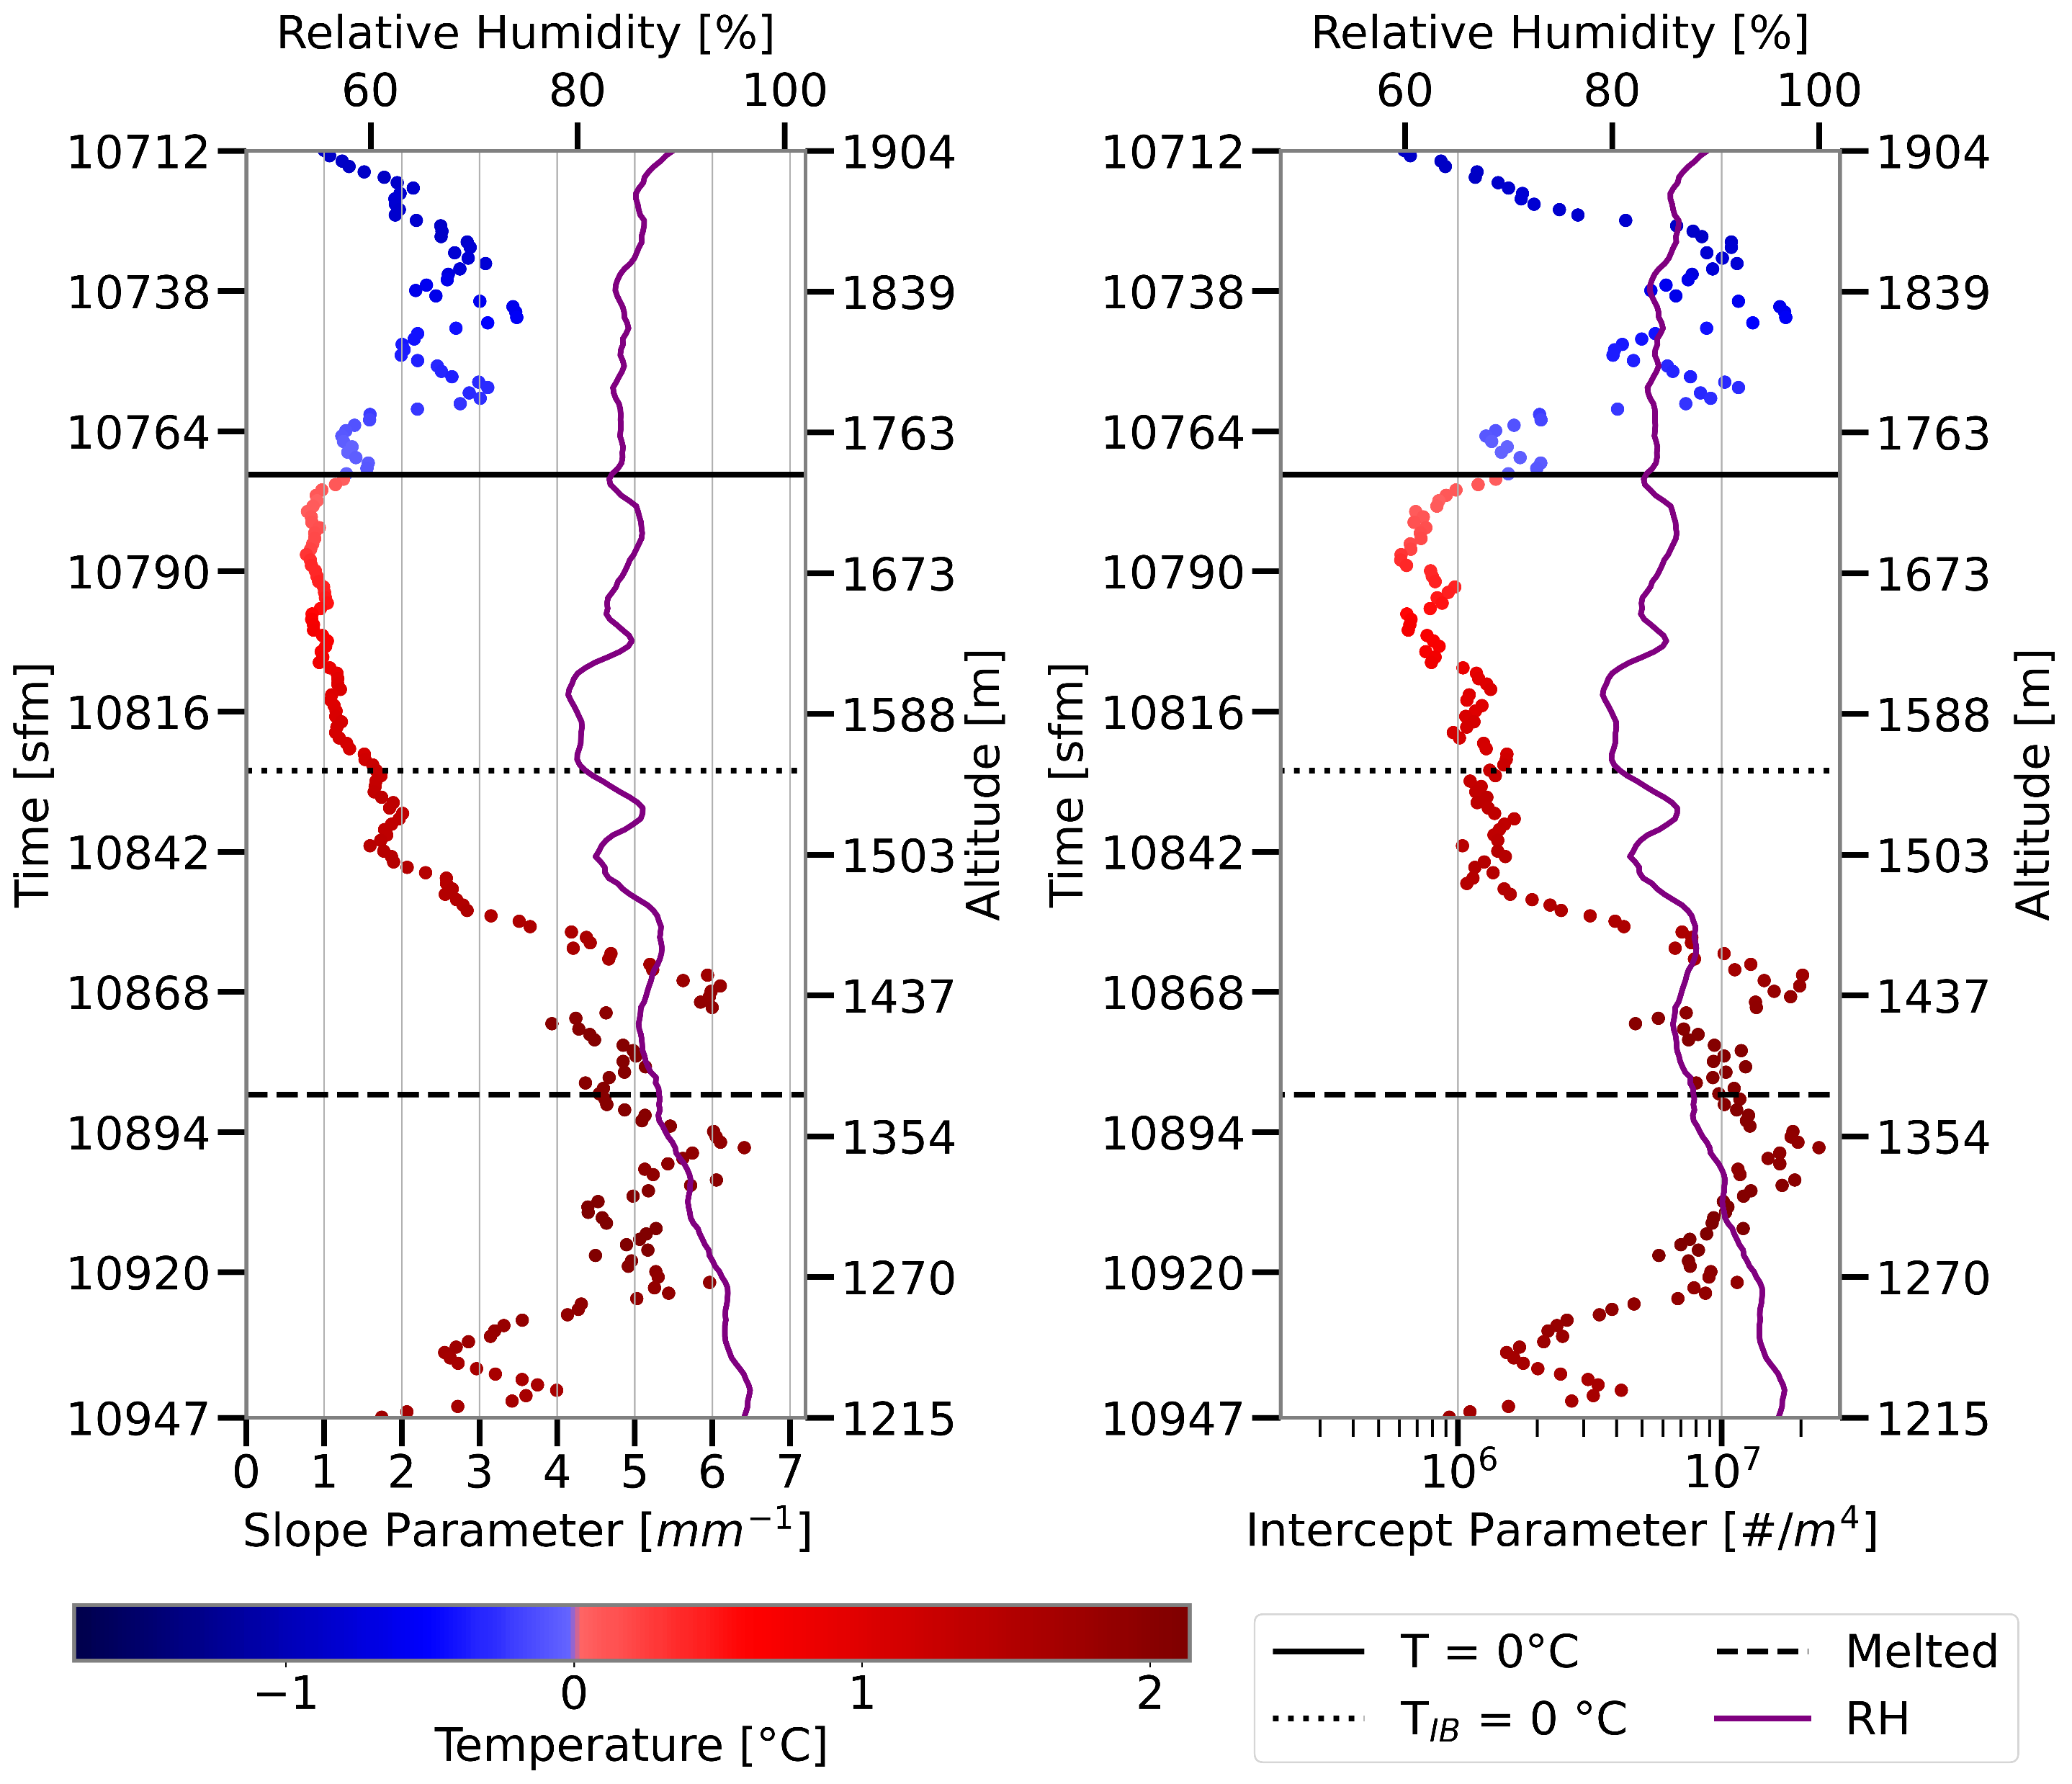 Relative Humidity [%]
60 80 100
10712
10738
10764
10790
10816
10842
10868
10894
10920
10947
Time [sfm]
1904
1839
1763
1673
1588
1503
1437
1354
1270
1215
Altitude [m]
0 1 2 3 4 5 6 7
Slope Parameter [mm⁻¹]
Relative Humidity [%]
60 80 100
10712
10738
10764
10790
10816
10842
10868
10894
10920
10947
Time [sfm]
1904
1839
1763
1673
1588
1503
1437
1354
1270
1215
Altitude [m]
10⁶ 10⁷
Intercept Parameter [#/m⁴]
−1 0 1 2
Temperature [°C]
T = 0°C
T_IB = 0 °C
Melted
RH